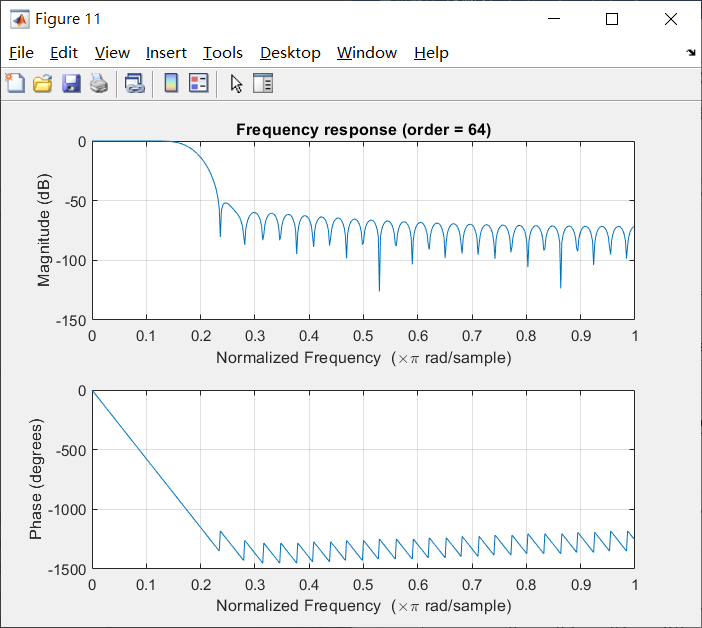 Figure 11
File Edit View Insert Tools Desktop Window Help
Frequency response (order = 64)
Magnitude (dB)
0
-50
-100
-150
0 0.1 0.2 0.3 0.4 0.5 0.6 0.7 0.8 0.9 1
Normalized Frequency (×π rad/sample)
Phase (degrees)
0
-500
-1000
-1500
0 0.1 0.2 0.3 0.4 0.5 0.6 0.7 0.8 0.9 1
Normalized Frequency (×π rad/sample)